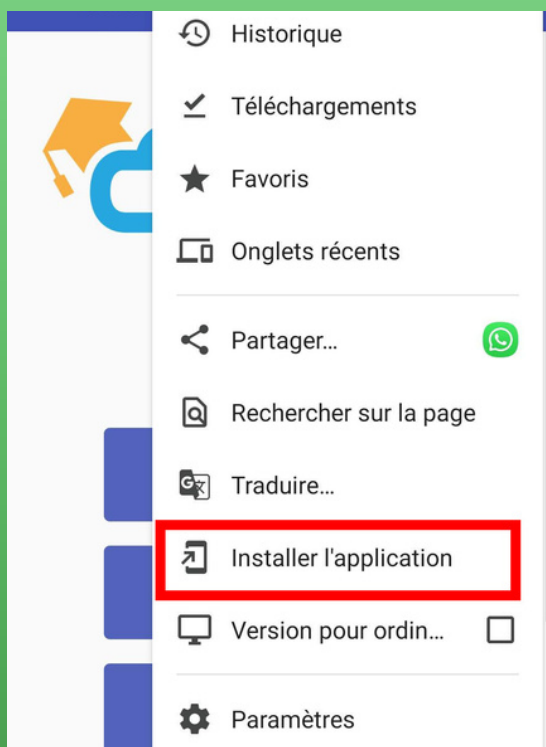 Historique
Téléchargements
Favoris
Onglets récents
Partager...
Rechercher sur la page
Traduire...
Installer l'application
Version pour ordin...
Paramètres